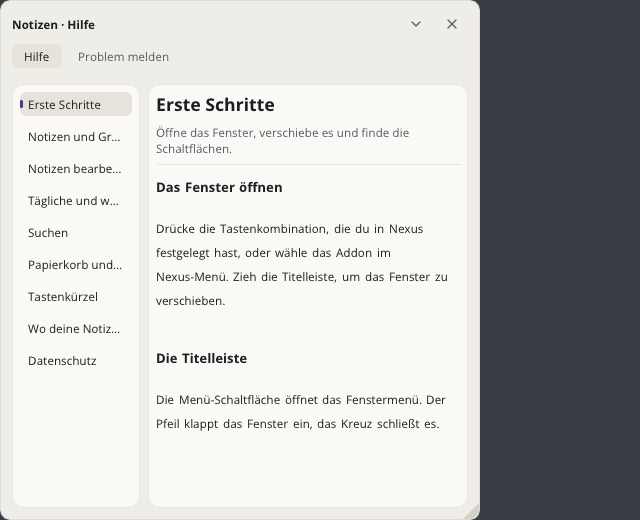 Notizen · Hilfe
Hilfe
Problem melden
Erste Schritte
Notizen und Gr...
Notizen bearbe...
Tägliche und w...
Suchen
Papierkorb und...
Tastenkürzel
Wo deine Notiz...
Datenschutz
Erste Schritte
Öffne das Fenster, verschiebe es und finde die
Schaltflächen.
Das Fenster öffnen
Drücke die Tastenkombination, die du in Nexus
festgelegt hast, oder wähle das Addon im
Nexus-Menü. Zieh die Titelleiste, um das Fenster zu
verschieben.
Die Titelleiste
Die Menü-Schaltfläche öffnet das Fenstermenü. Der
Pfeil klappt das Fenster ein, das Kreuz schließt es.